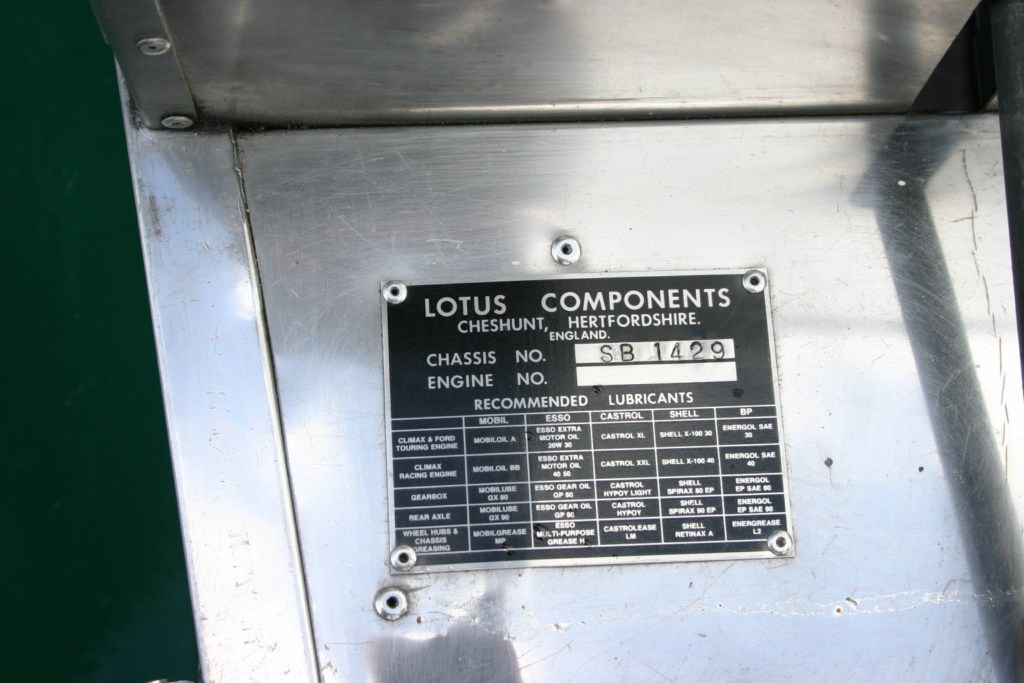 LOTUS COMPONENTS
CHESHUNT, HERTFORDSHIRE.
ENGLAND.
CHASSIS NO. SB 1429
ENGINE NO.
RECOMMENDED LUBRICANTS
MOBIL ESSO CASTROL SHELL BP
CLIMAX & FORD TOURING ENGINE MOBILOIL A ESSO EXTRA MOTOR OIL 20W 30 CASTROL XL SHELL X-100 30 ENERGOL SAE 30
CLIMAX RACING ENGINE MOBILOIL BB ESSO EXTRA MOTOR OIL 40 50 CASTROL XXL SHELL X-100 40 ENERGOL SAE 40
GEARBOX MOBILUBE GX 80 ESSO GEAR OIL GP 80 CASTROL HYPOY LIGHT SHELL SPIRAX 80 EP ENERGOL EP SAE 80
REAR AXLE MOBILUBE GX 90 ESSO GEAR OIL GP 90 CASTROL HYPOY SHELL SPIRAX 90 EP ENERGOL EP SAE 90
WHEEL HUBS & CHASSIS GREASING MOBILGREASE MP ESSO MULTI-PURPOSE GREASE H CASTROLEASE LM SHELL RETINAX A ENERGREASE L2